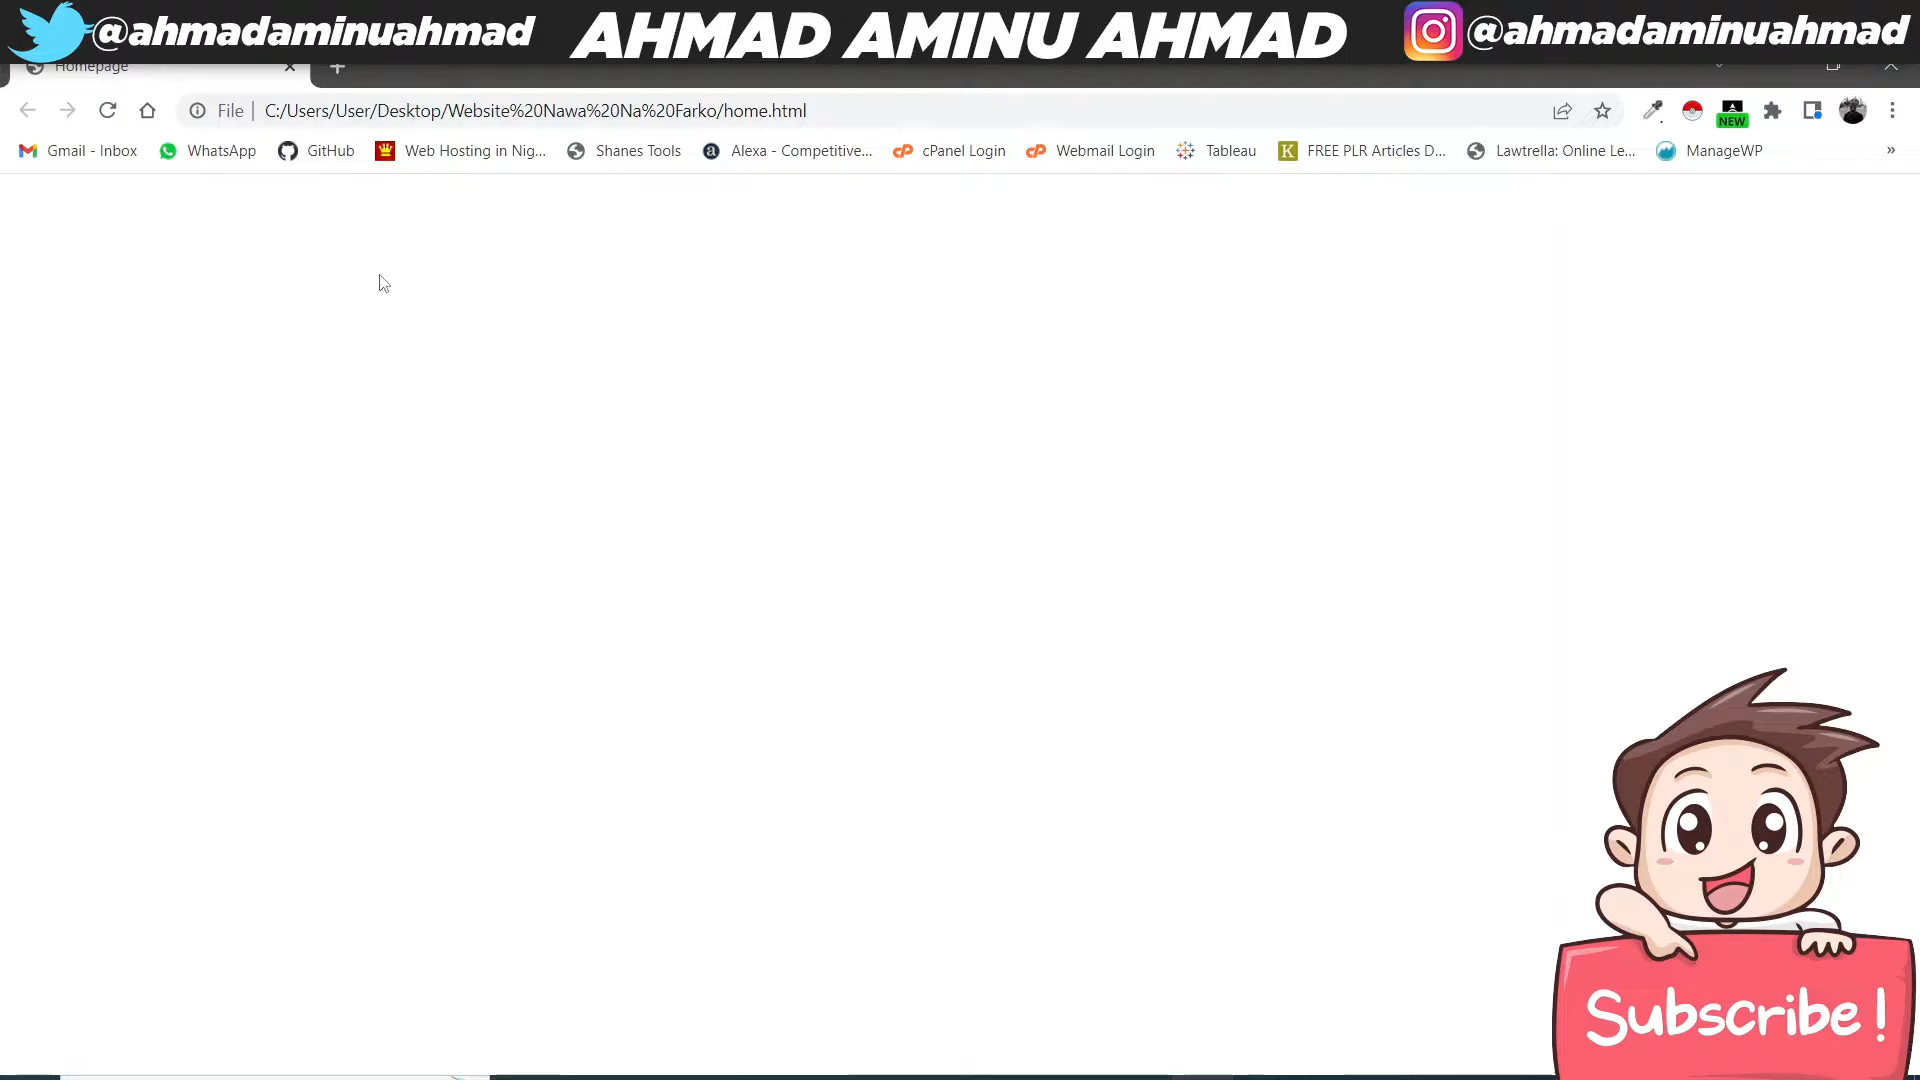 @ahmadaminuahmad AHMAD AMINU AHMAD @ahmadaminuahmad
Homepage
File C:/Users/User/Desktop/Website%20Nawa%20Na%20Farko/home.html
NEW
Gmail - Inbox WhatsApp GitHub Web Hosting in Nig... Shanes Tools Alexa - Competitive... cPanel Login Webmail Login Tableau FREE PLR Articles D... Lawtrella: Online Le... ManageWP »
Subscribe!